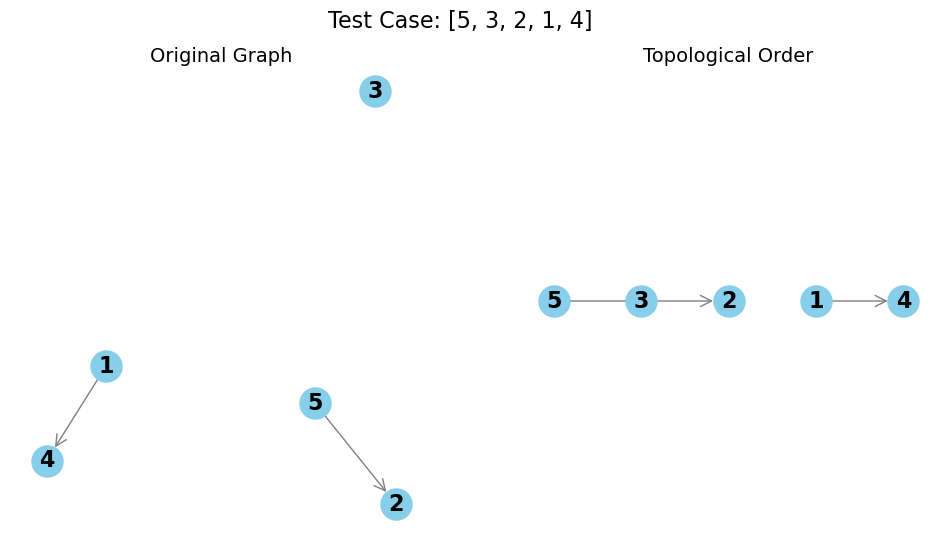 Test Case: [5, 3, 2, 1, 4]
Original Graph
3
1
5
4
2
Topological Order
5 3 2 1 4